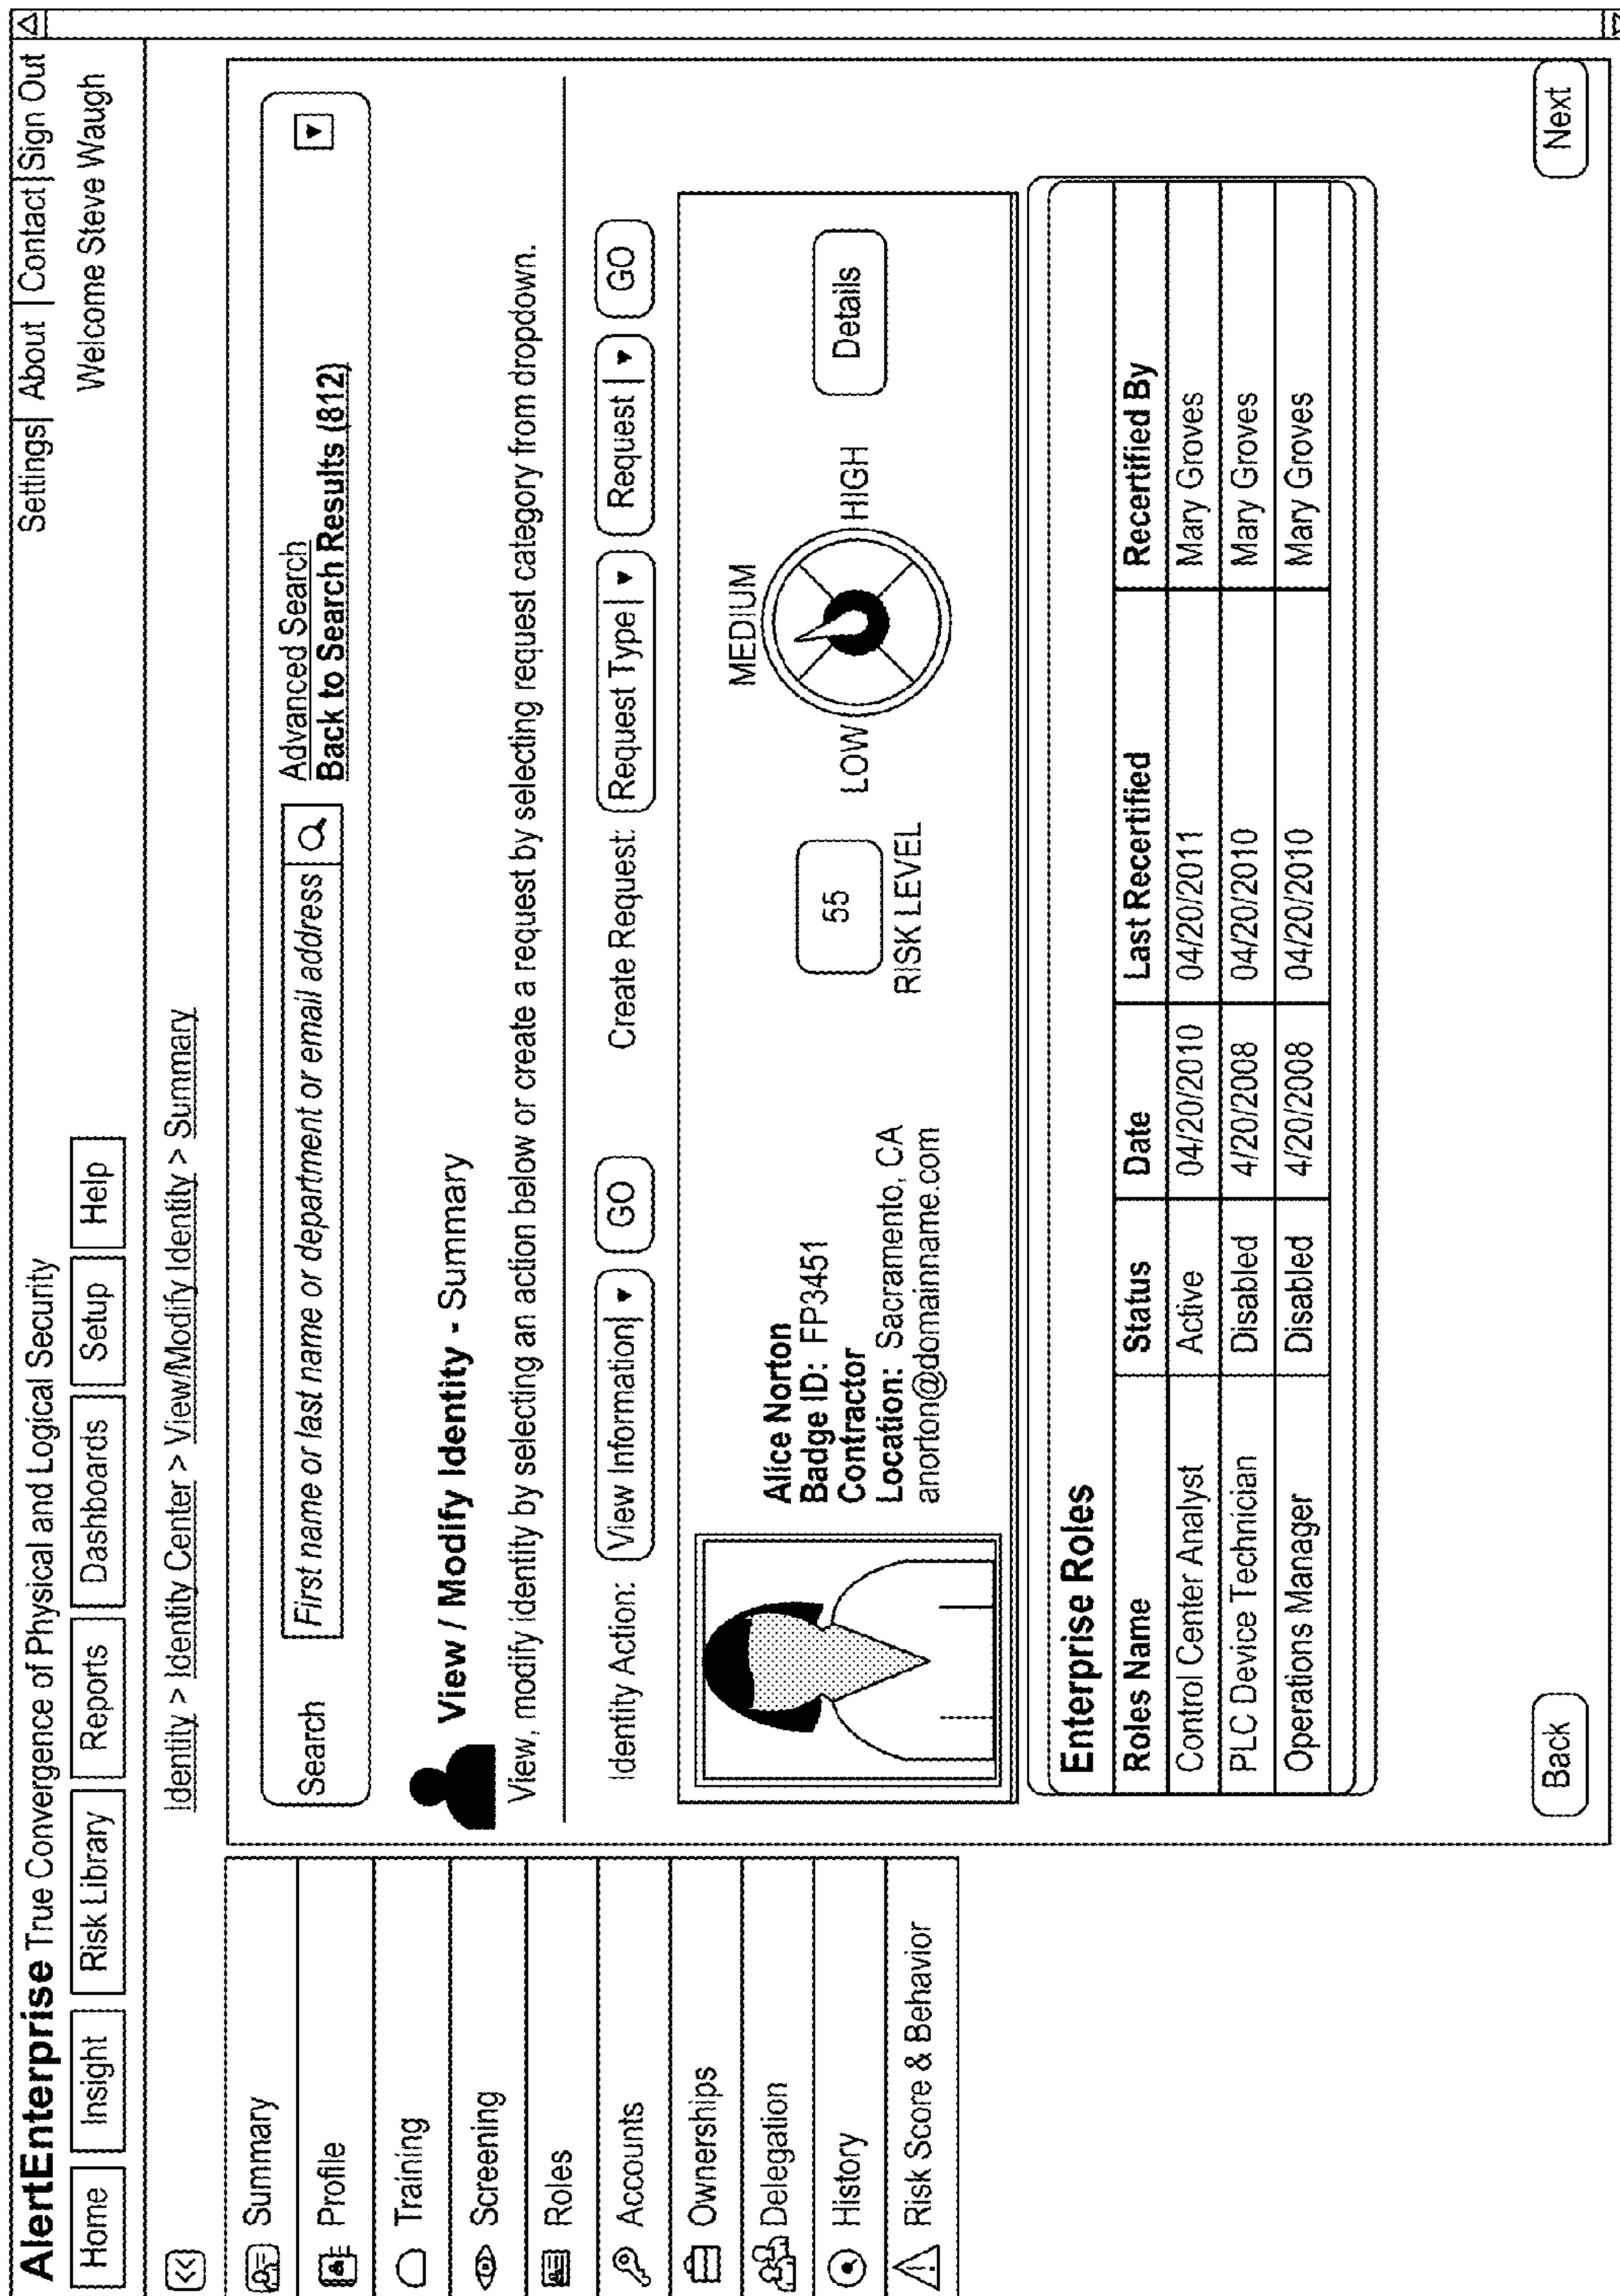 AlertEnterprise True Convergence of Physical and Logical Security
Settings| About | Contact | Sign Out
Welcome Steve Waugh
Home Insight Risk Library Reports Dashboards Setup Help
<< Identity > Identity Center > View/Modify Identity > Summary
Summary
Profile
Training
Screening
Roles
Accounts
Ownerships
Delegation
History
Risk Score & Behavior
Search First name or last name or department or email address
Advanced Search
Back to Search Results (812)
View / Modify Identity - Summary
View, modify identity by selecting an action below or create a request by selecting request category from dropdown.
Identity Action: View Information GO Create Request: Request Type Request GO
Alice Norton
Badge ID: FP3451
Contractor
Location: Sacramento, CA
anorton@domainname.com
55
RISK LEVEL
LOW MEDIUM HIGH
Details
Enterprise Roles
Roles Name Status Date Last Recertified Recertified By
Control Center Analyst Active 04/20/2010 04/20/2011 Mary Groves
PLC Device Technician Disabled 4/20/2008 04/20/2010 Mary Groves
Operations Manager Disabled 4/20/2008 04/20/2010 Mary Groves
Back Next